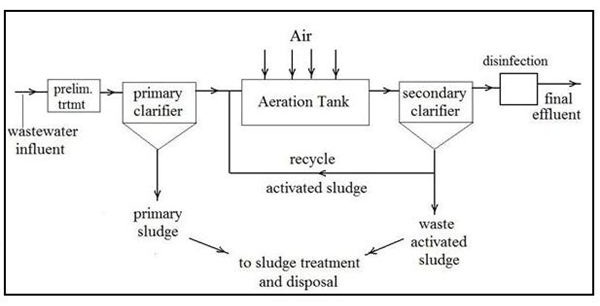 Air
disinfection
prelim.
trtmt
primary
clarifier
Aeration Tank
secondary
clarifier
wastewater
influent
final
effluent
recycle
activated sludge
primary
sludge
waste
activated
sludge
to sludge treatment
and disposal